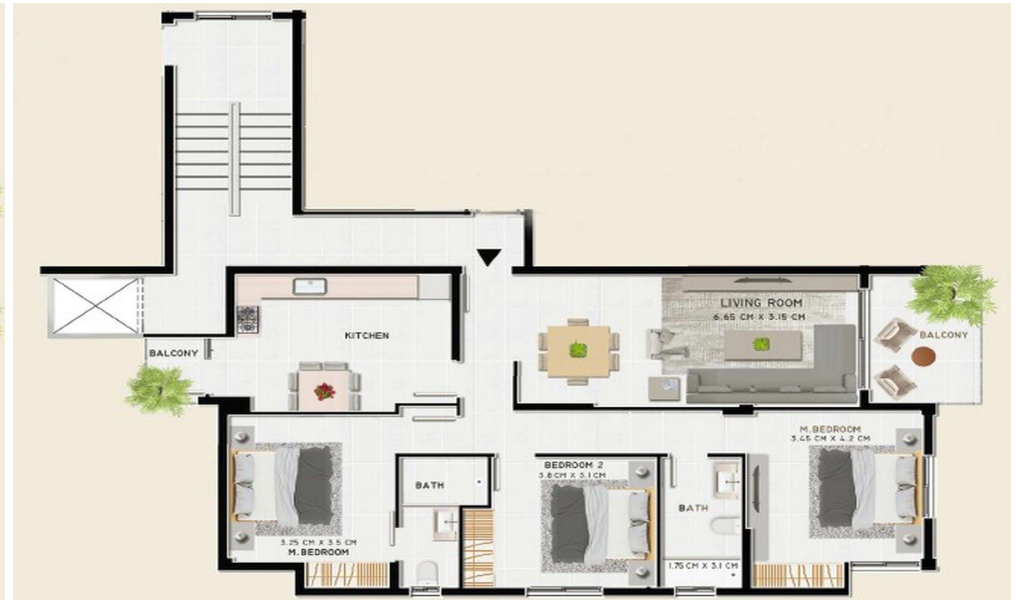 LIVING ROOM
6.65 CM X 3.15 CM
KITCHEN
BALCONY
BALCONY
M.BEDROOM
3.45 CM X 4.2 CM
BEDROOM 2
3.8CM X 3.1 CM
BATH
BATH
3.25 CM X 3.5 CM
M.BEDROOM
1.75 CM X 3.1 CM